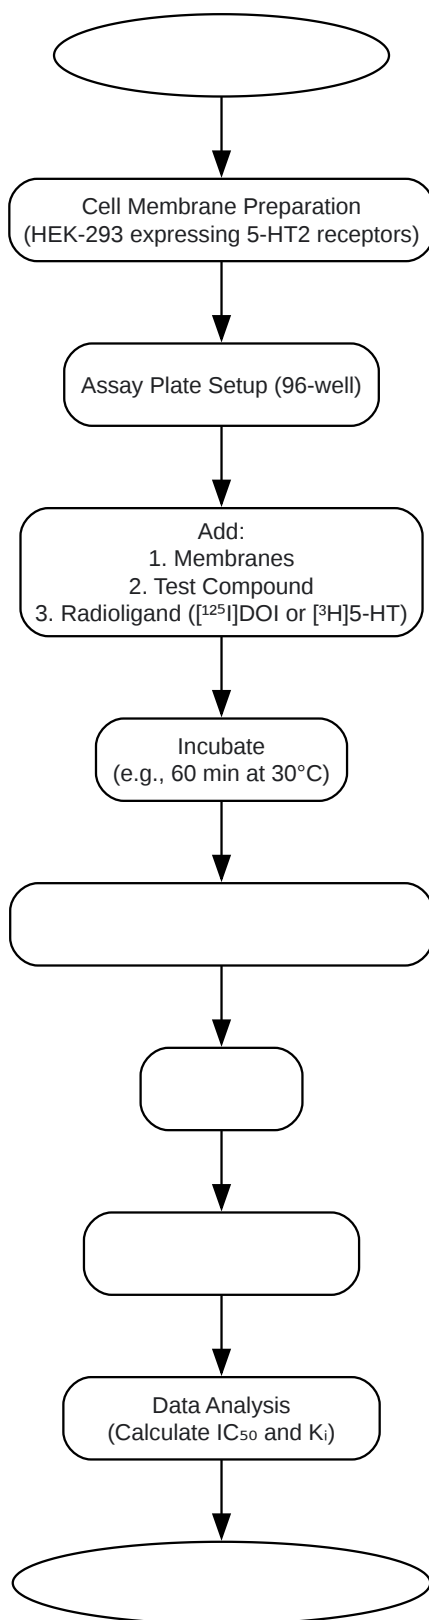 Cell Membrane Preparation
(HEK-293 expressing 5-HT2 receptors)
Assay Plate Setup (96-well)
Add:
1. Membranes
2. Test Compound
3. Radioligand ([¹²⁵I]DOI or [³H]5-HT)
Incubate
(e.g., 60 min at 30°C)
Data Analysis
(Calculate IC₅₀ and Kᵢ)